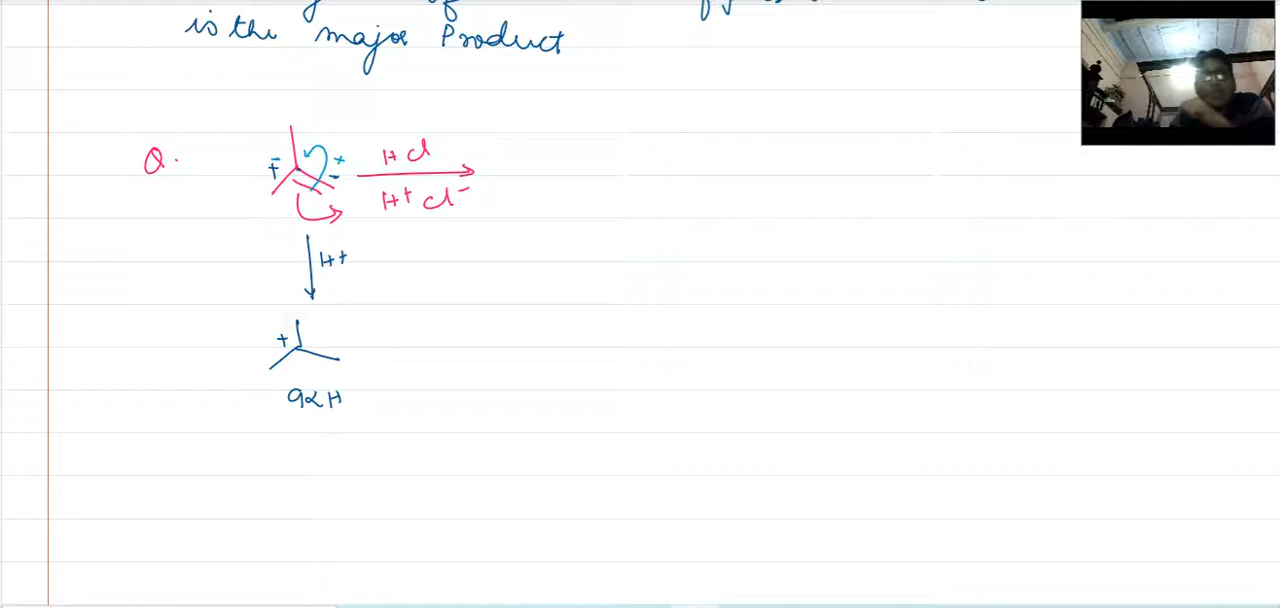 is the major Product
Q.
HCl
H+ Cl-
H+
+
9αH